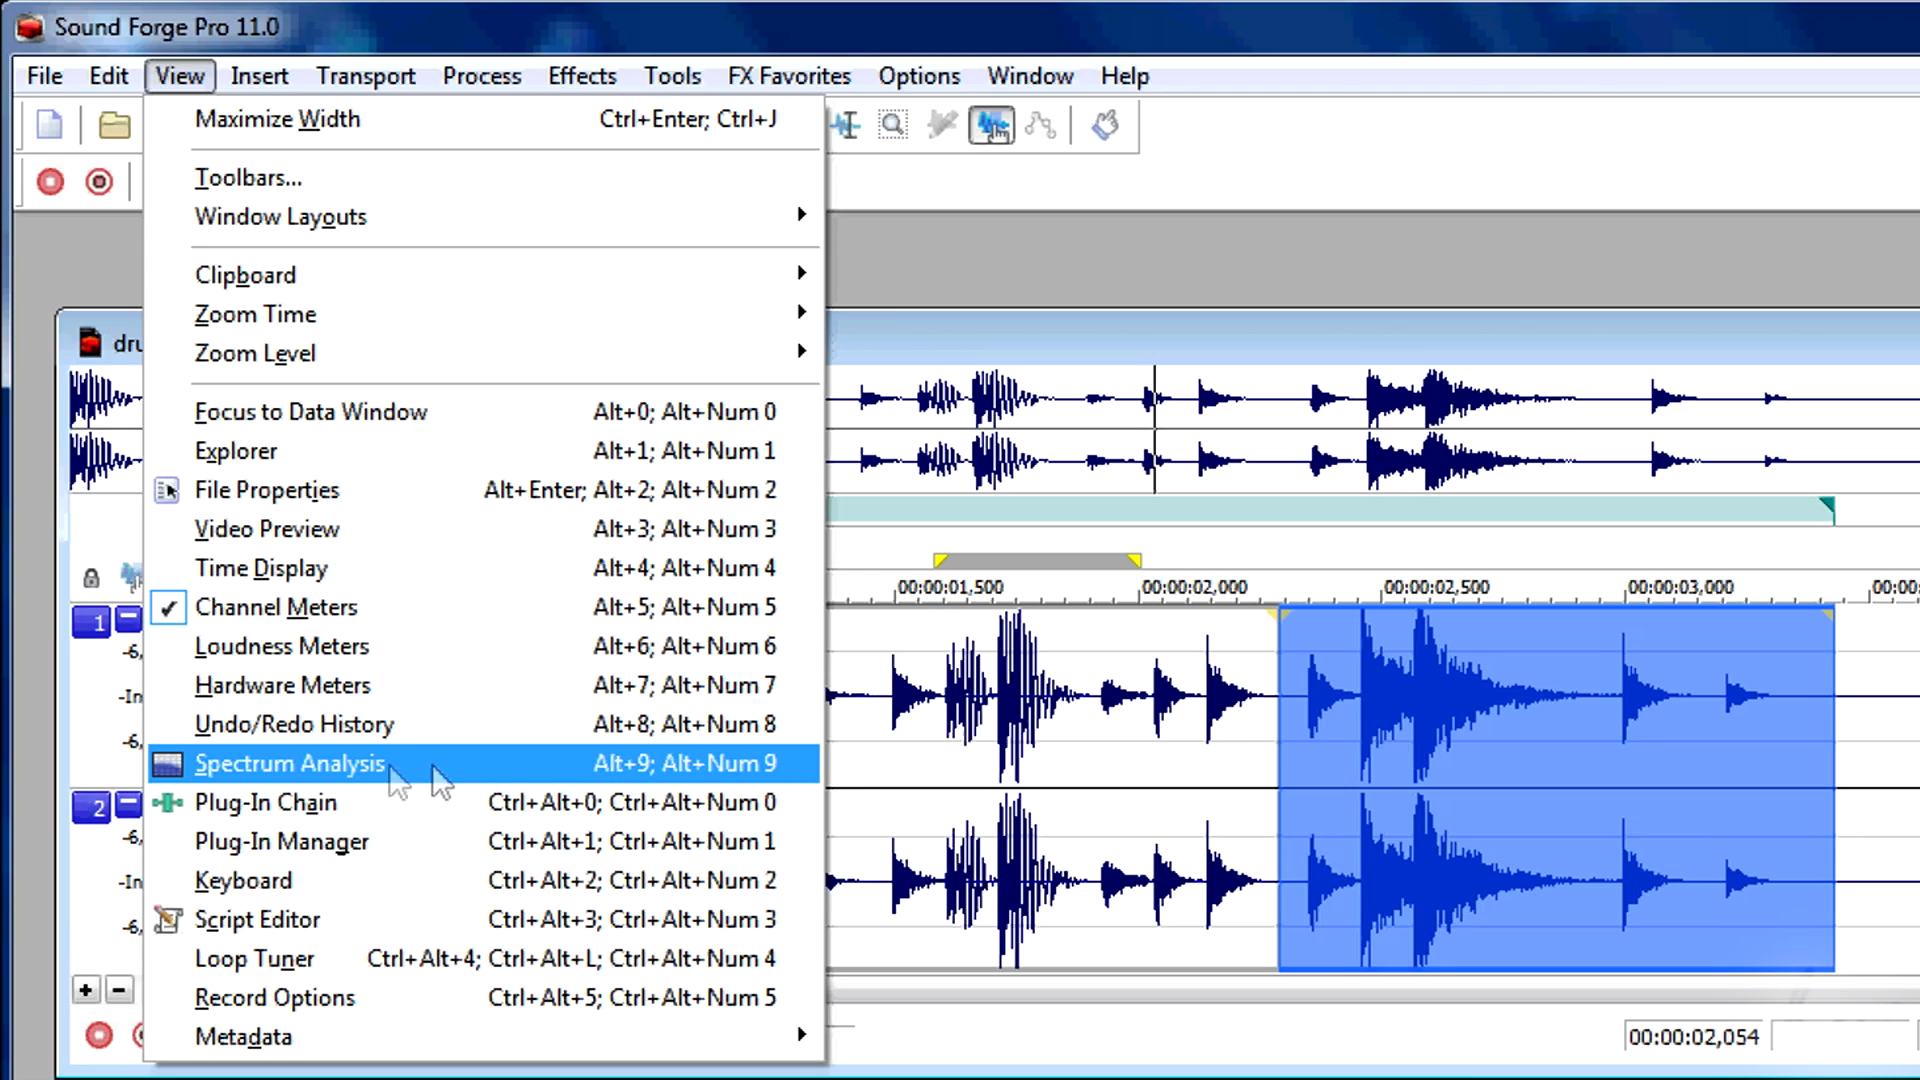 Sound Forge Pro 11.0
File Edit View Insert Transport Process Effects Tools FX Favorites Options Window Help
Maximize Width Ctrl+Enter; Ctrl+J
Toolbars...
Window Layouts
Clipboard
Zoom Time
Zoom Level
dru
Focus to Data Window Alt+0; Alt+Num 0
Explorer Alt+1; Alt+Num 1
File Properties Alt+Enter; Alt+2; Alt+Num 2
Video Preview Alt+3; Alt+Num 3
Time Display Alt+4; Alt+Num 4
00:00:01,500 00:00:02,000 00:00:02,500 00:00:03,000 00:00:
Channel Meters Alt+5; Alt+Num 5
1
Loudness Meters Alt+6; Alt+Num 6
-6,
Hardware Meters Alt+7; Alt+Num 7
-In
Undo/Redo History Alt+8; Alt+Num 8
-6,
Spectrum Analysis Alt+9; Alt+Num 9
2
Plug-In Chain Ctrl+Alt+0; Ctrl+Alt+Num 0
-6,
Plug-In Manager Ctrl+Alt+1; Ctrl+Alt+Num 1
-In
Keyboard Ctrl+Alt+2; Ctrl+Alt+Num 2
-6,
Script Editor Ctrl+Alt+3; Ctrl+Alt+Num 3
Loop Tuner Ctrl+Alt+4; Ctrl+Alt+L; Ctrl+Alt+Num 4
Record Options Ctrl+Alt+5; Ctrl+Alt+Num 5
Metadata
00:00:02,054